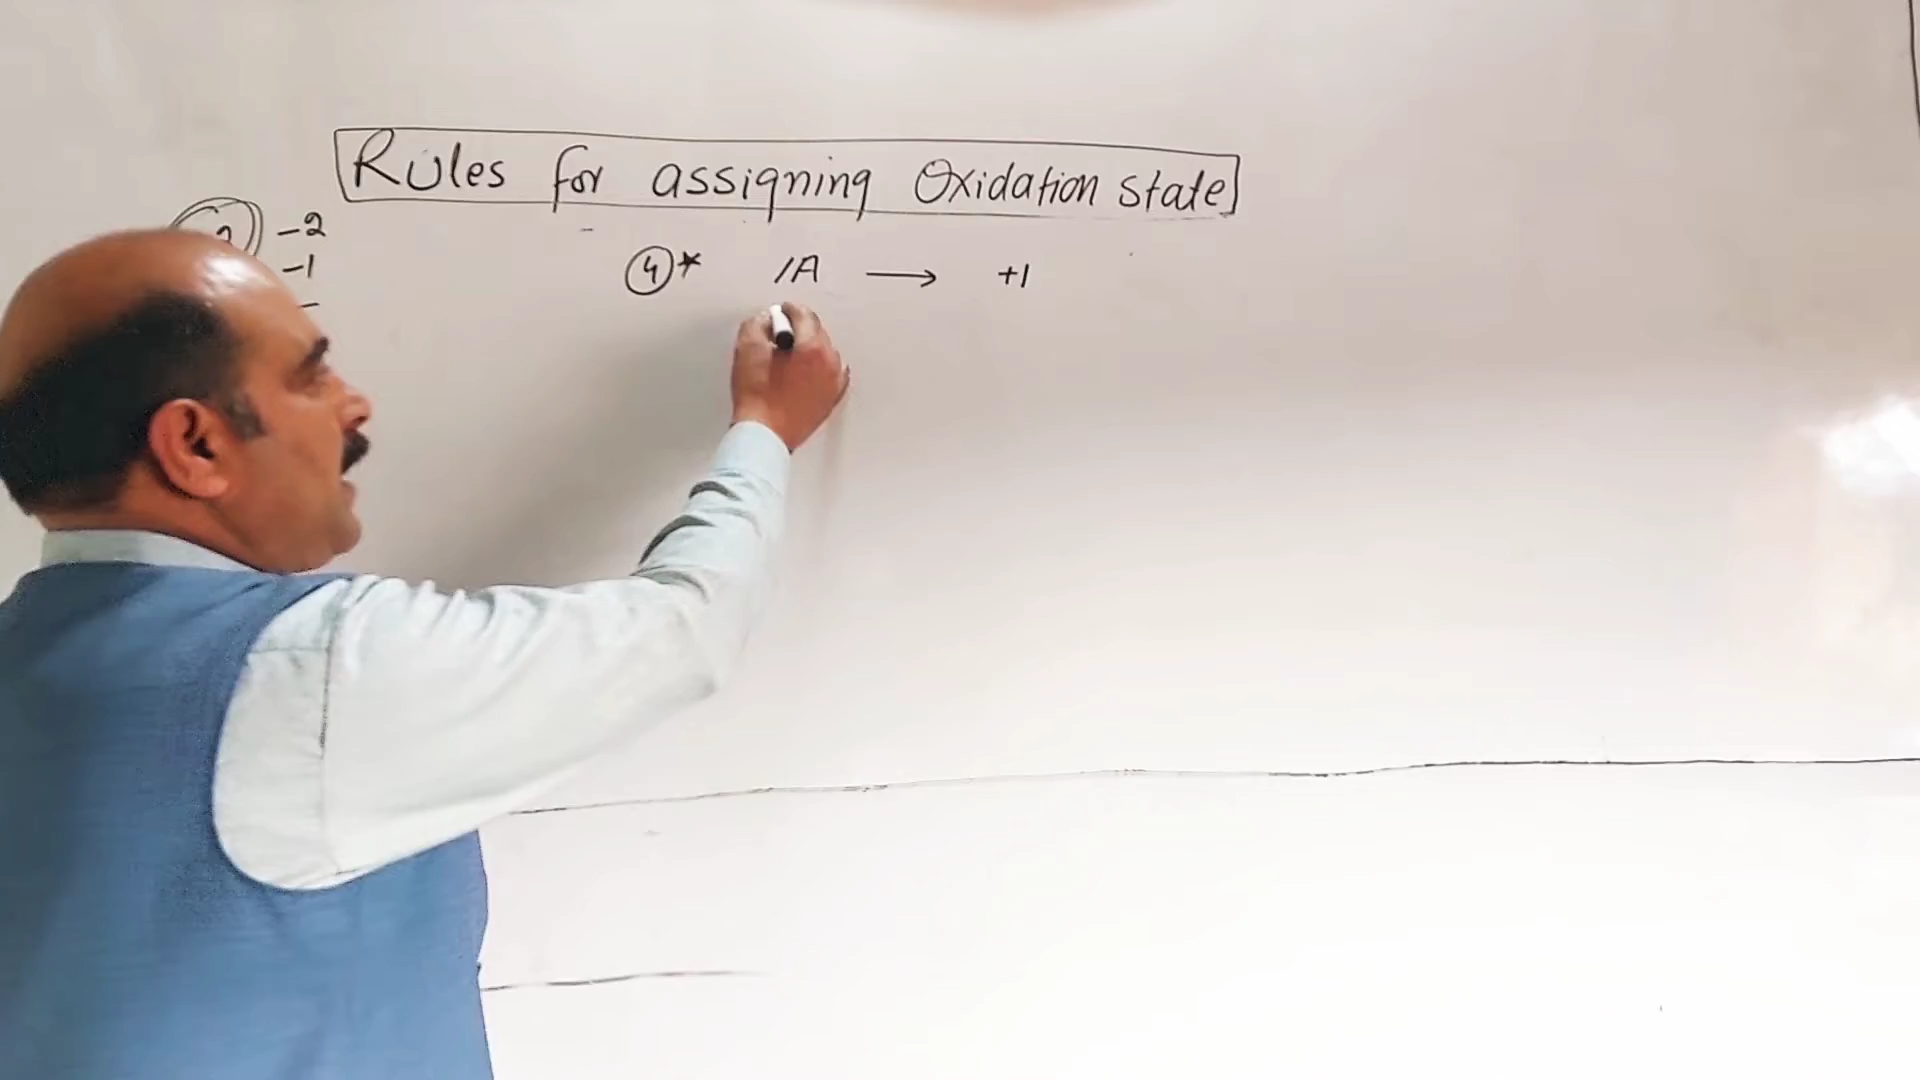 Rules for assigning Oxidation state
-2
-1
④* IA ⟶ +1